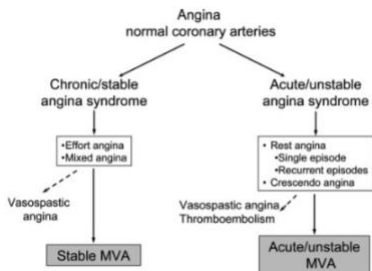 Angina
normal coronary arteries
Chronic/stable
angina syndrome
Acute/unstable
angina syndrome
•Effort angina
•Mixed angina
• Rest angina
•Single episode
•Recurrent episodes
• Crescendo angina
Vasospastic
angina
Vasospastic angina
Thromboembolism
Stable MVA
Acute/unstable
MVA